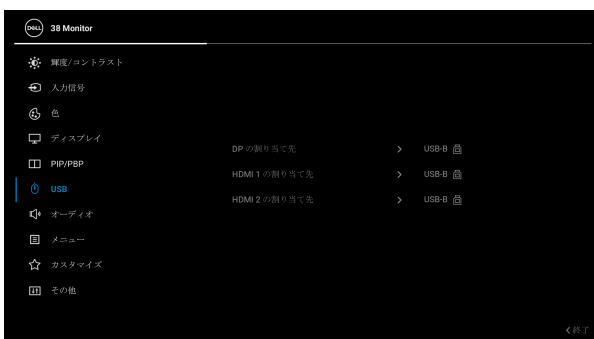 DELL 38 Monitor
輝度/コントラスト
入力信号
色
ディスプレイ
DP の割り当て先 > USB-B
PIP/PBP
HDMI 1 の割り当て先 > USB-B
USB
HDMI 2 の割り当て先 > USB-B
オーディオ
メニュー
カスタマイズ
その他
<終了